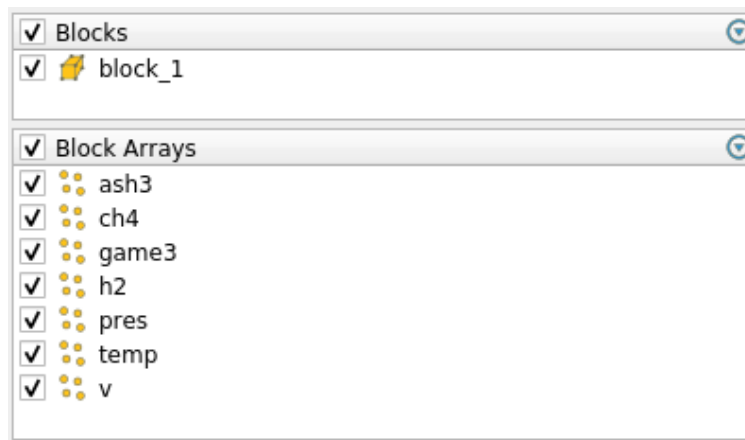 Blocks
block_1
Block Arrays
ash3
ch4
game3
h2
pres
temp
v